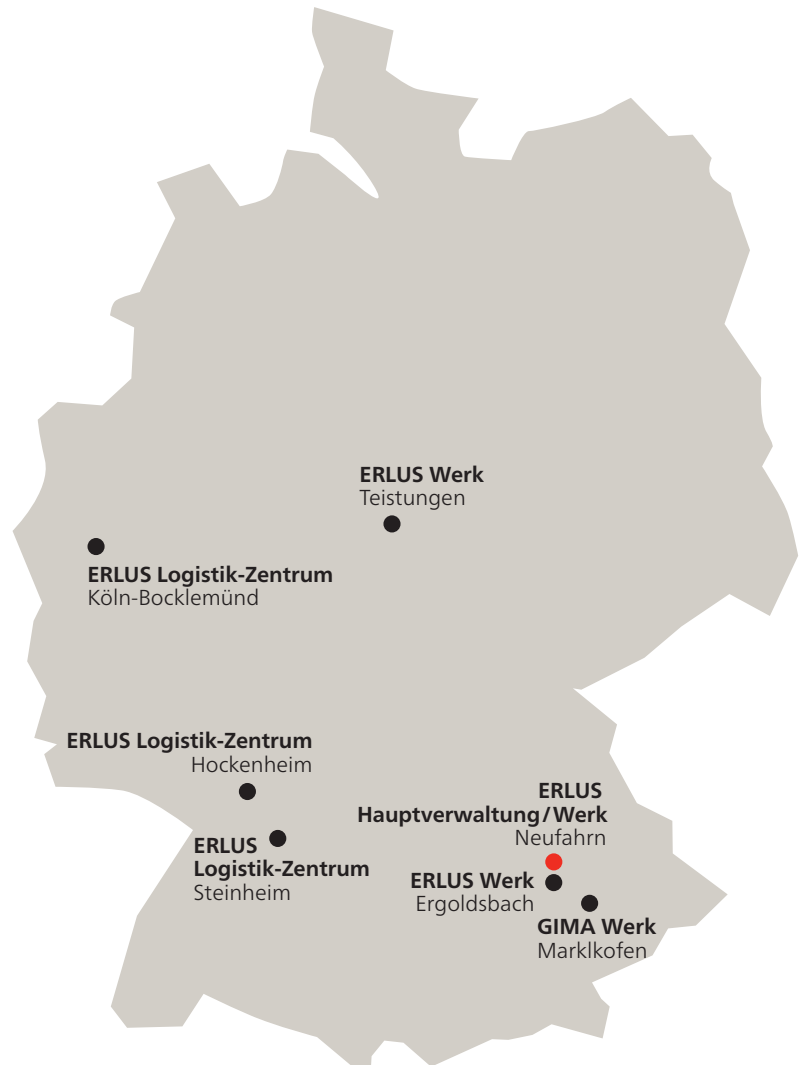 ERLUS Werk
Teistungen
ERLUS Logistik-Zentrum
Köln-Bocklemünd
ERLUS Logistik-Zentrum
Hockenheim
ERLUS
Logistik-Zentrum
Steinheim
ERLUS
Hauptverwaltung/Werk
Neufahrn
ERLUS Werk
Ergoldsbach
GIMA Werk
Marklkofen